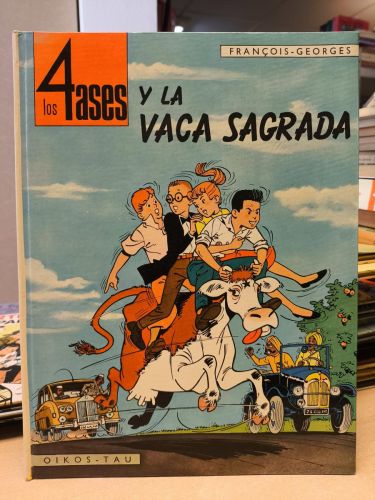 FRANÇOIS-GEORGES
los 4 ases
Y LA
VACA SAGRADA
OIKOS-TAU